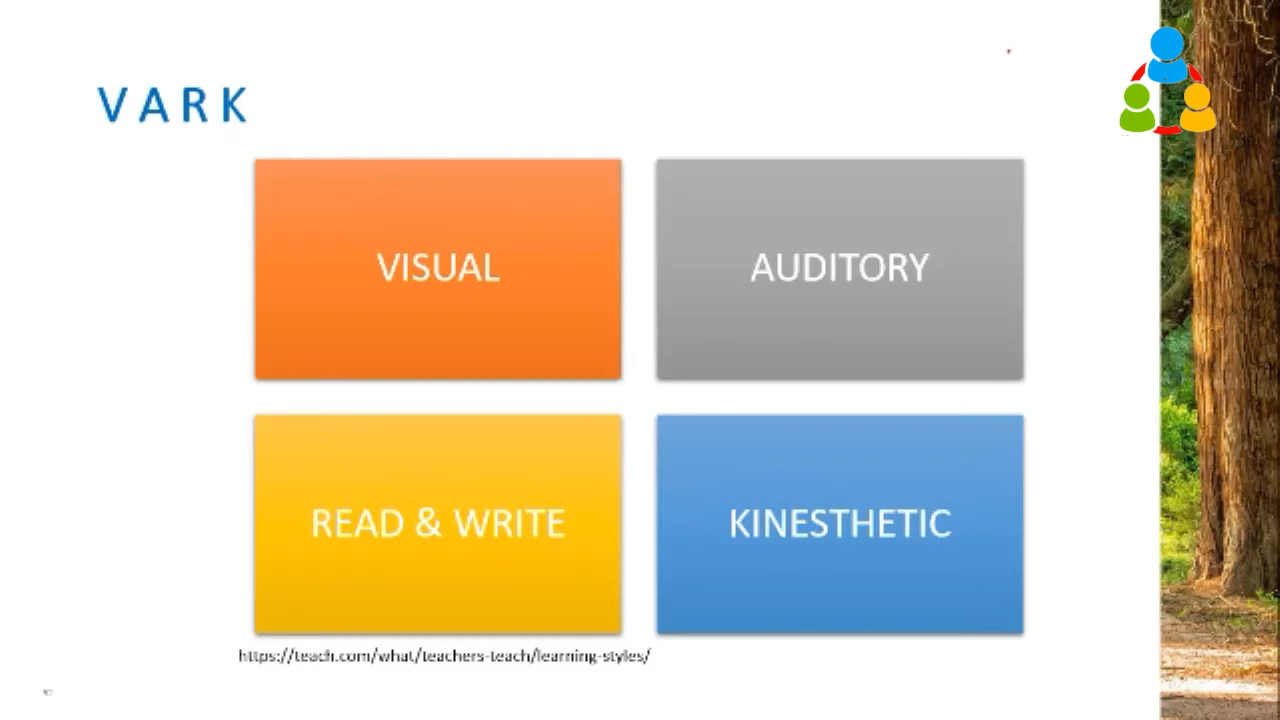 VARK
VISUAL
AUDITORY
READ & WRITE
KINESTHETIC
https://teach.com/what/teachers-teach/learning-styles/